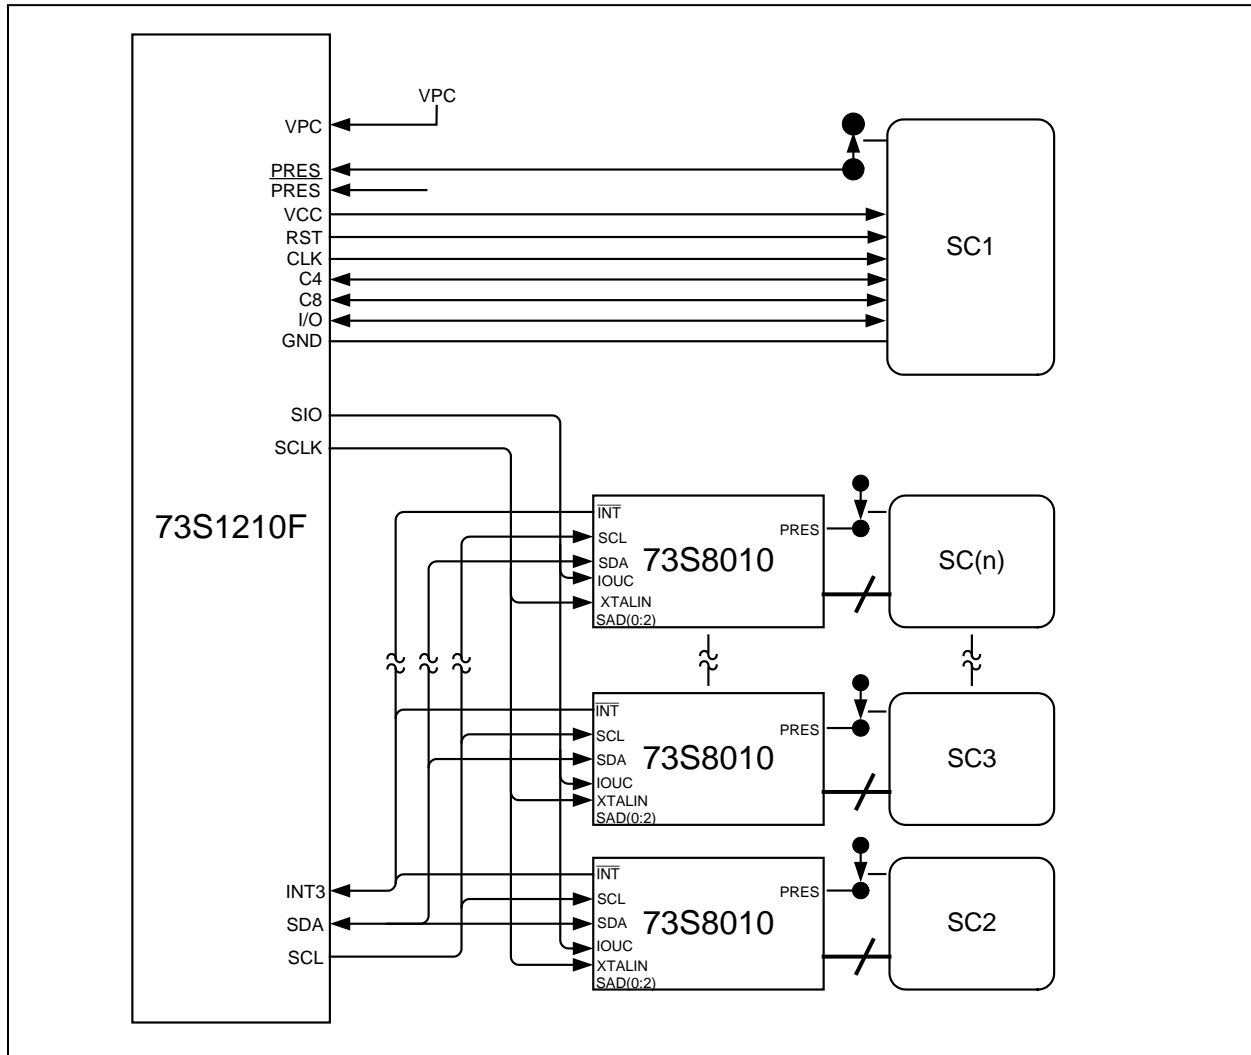 VPC
VPC
PRES
PRES
VCC
RST
CLK
C4
C8
I/O
GND
SC1
SIO
SCLK
73S1210F
INT
SCL
SDA
IOUC
XTALIN
SAD(0:2)
73S8010
PRES
SC(n)
INT
SCL
SDA
IOUC
XTALIN
SAD(0:2)
73S8010
PRES
SC3
INT
SCL
SDA
IOUC
XTALIN
SAD(0:2)
73S8010
PRES
SC2
INT3
SDA
SCL